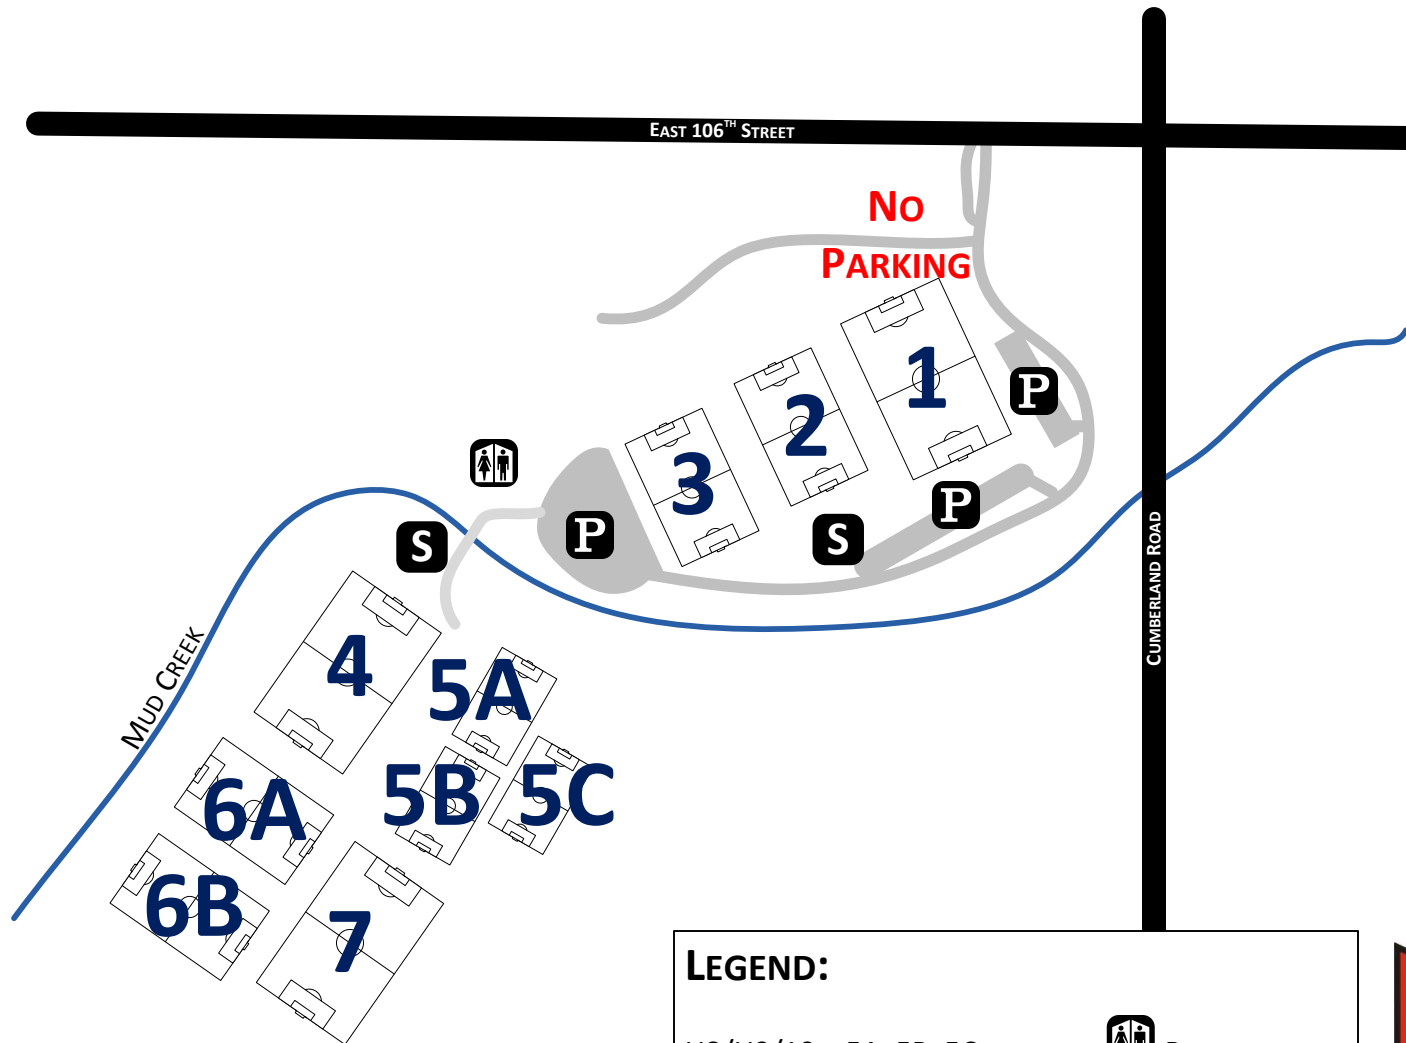 EAST 106TH STREET
NO
PARKING
1
P
2
3
P
S
P
S
4
MUD CREEK
CUMBERLAND ROAD
5A
5B
5C
6A
6B
7
LEGEND: